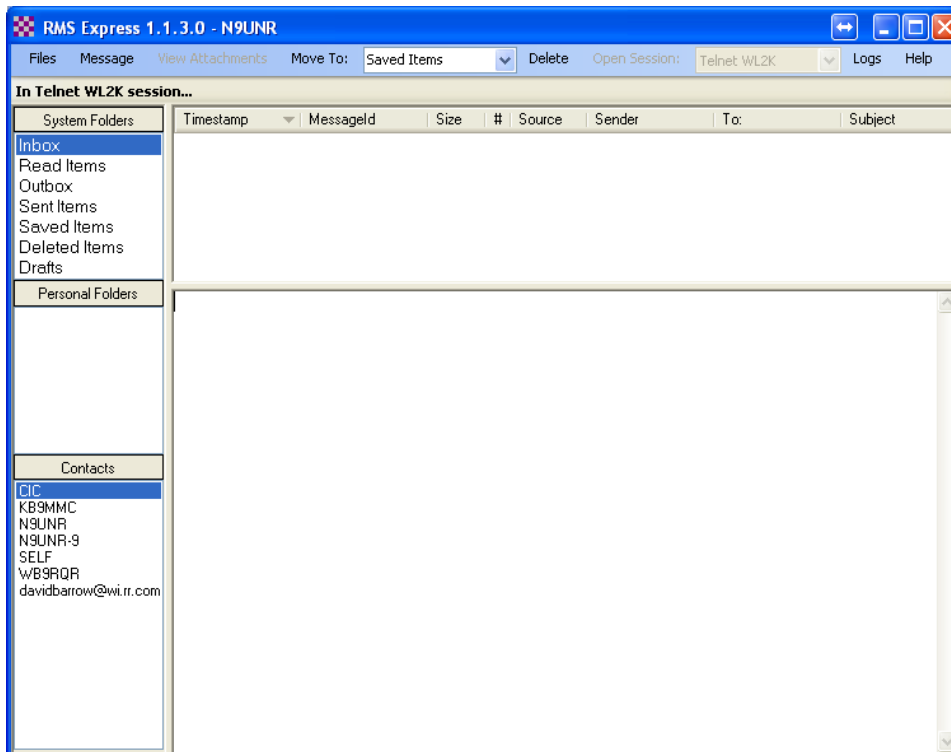 RMS Express 1.1.3.0 - N9UNR
Files Message View Attachments Move To: Saved Items Delete Open Session: Telnet WL2K Logs Help
In Telnet WL2K session...
System Folders
Inbox
Read Items
Outbox
Sent Items
Saved Items
Deleted Items
Drafts
Personal Folders
Contacts
CIC
KB9MMC
N9UNR
N9UNR-9
SELF
WB9RQR
davidbarrow@wi.rr.com
Timestamp MessageId Size # Source Sender To: Subject